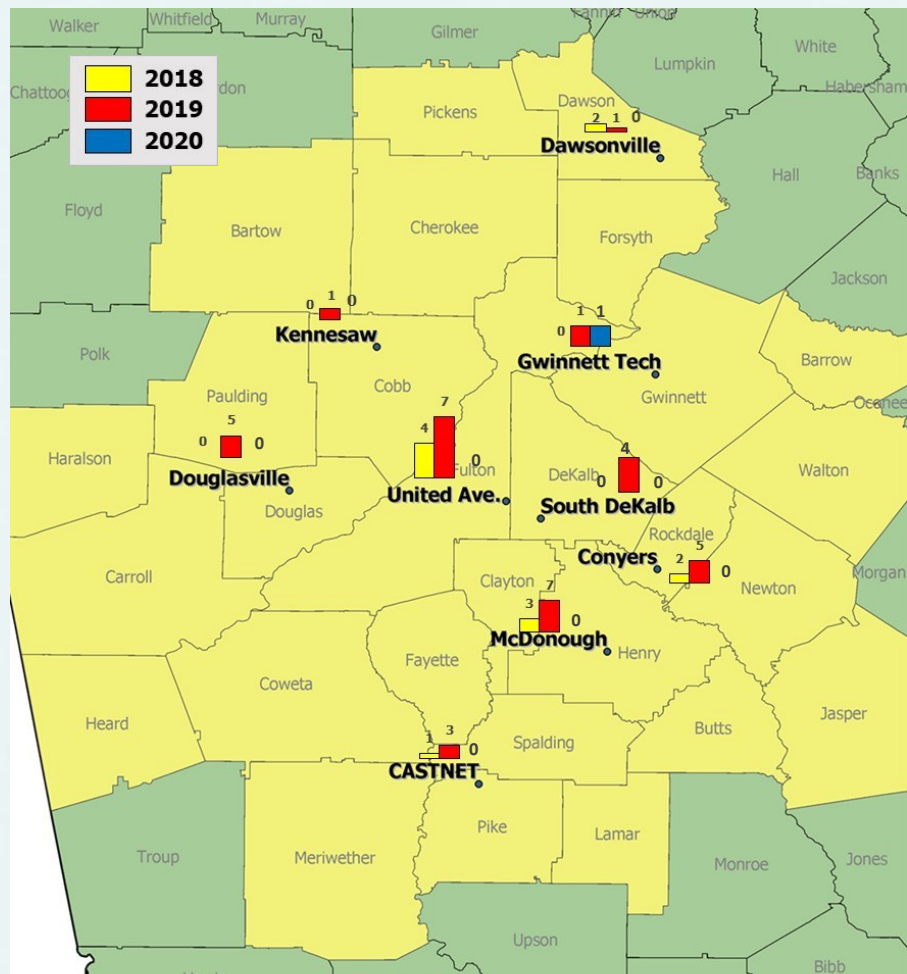 Walker
Whitfield
Murray
Gilmer
Fannin
Union
Lumpkin
White
Habersham
2018
2019
2020
Pickens
Dawson
2 1 0
Dawsonville
Banks
Hall
Floyd
Bartow
Cherokee
Forsyth
Jackson
0 1 0
Kennesaw
0 1 1
Gwinnett Tech
Polk
Cobb
Gwinnett
Barrow
Oconee
Paulding
0 5 0
Douglasville
4 7 0
Fulton
United Ave.
DeKalb
0 4 0
South DeKalb
Haralson
Douglas
Walton
Rockdale
Conyers
2 5 0
Newton
Morgan
Carroll
Clayton
3 7 0
McDonough
Henry
Fayette
Coweta
Heard
Butts
Jasper
Spalding
1 3 0
CASTNET
Pike
Lamar
Troup
Meriwether
Monroe
Jones
Upson
Bibb